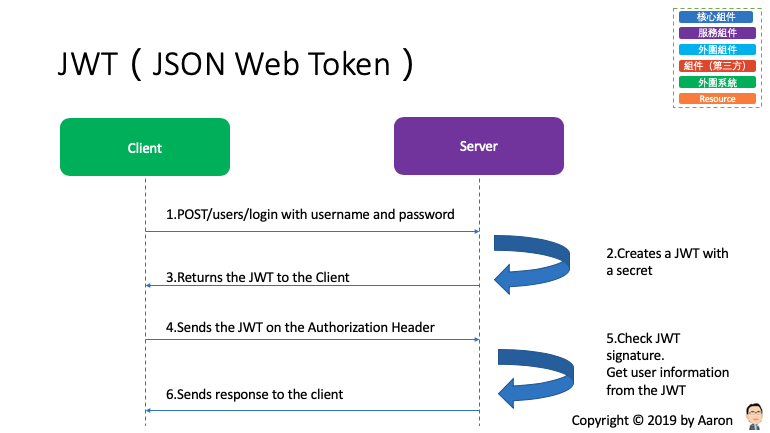 核心組件
服務組件
外圍組件
組件（第三方）
外圍系統
Resource
JWT（JSON Web Token）
Client
Server
1.POST/users/login with username and password
2.Creates a JWT with
a secret
3.Returns the JWT to the Client
4.Sends the JWT on the Authorization Header
5.Check JWT
signature.
Get user information
from the JWT
6.Sends response to the client
Copyright © 2019 by Aaron